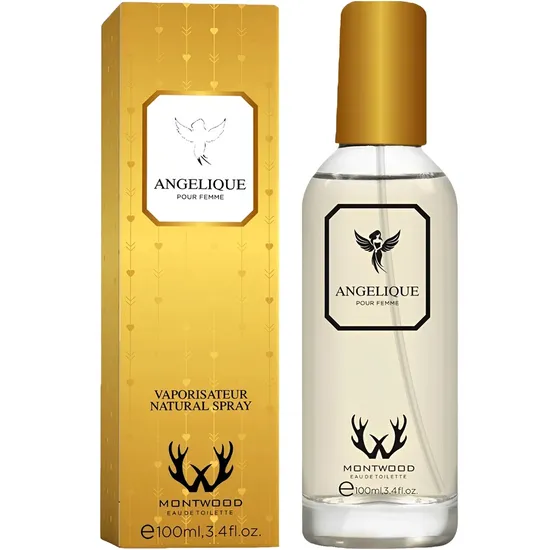 ANGELIQUE
POUR FEMME
VAPORISATEUR
NATURAL SPRAY
MONTWOOD
EAU DE TOILETTE
℮100ml,3.4fl.oz.
ANGELIQUE
POUR FEMME
MONTWOOD
EAU DE TOILETTE
℮100ml,3.4fl.oz.